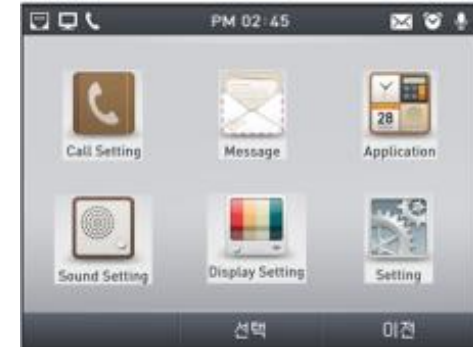 PM 02:45
28
Call Setting Message Application
Sound Setting Display Setting Setting
선택 이전